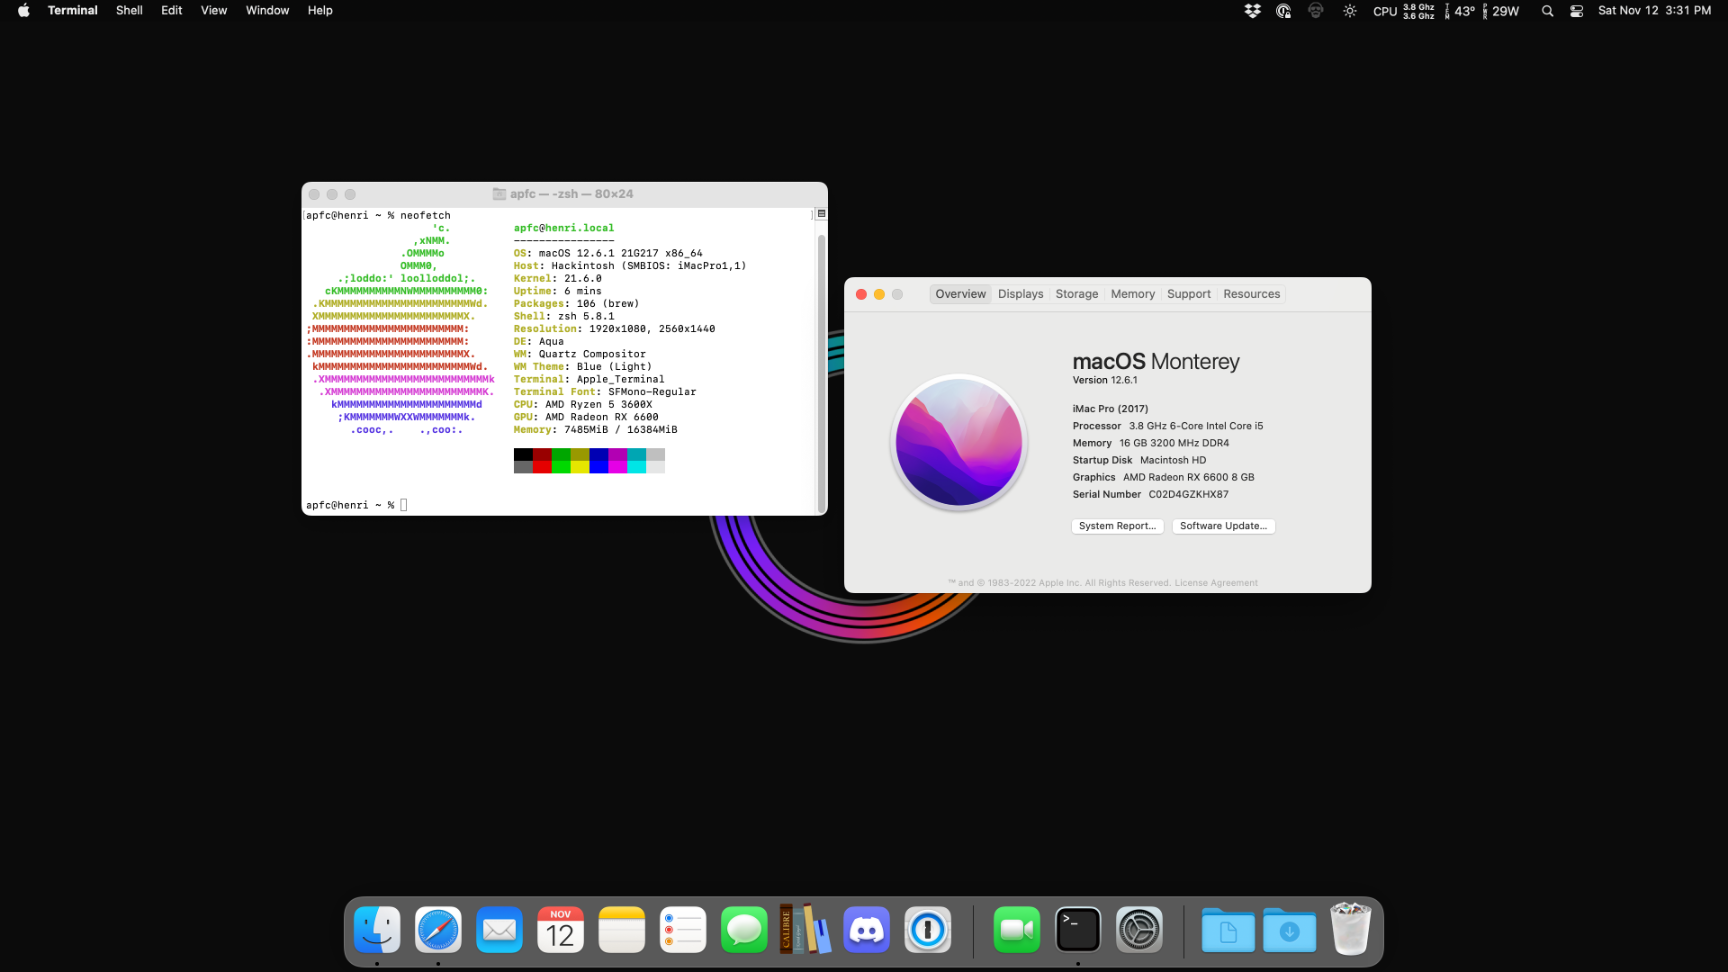 Terminal Shell Edit View Window Help
CPU 3.8 Ghz 3.6 Ghz 43° 29W Sat Nov 12 3:31 PM
apfc — -zsh — 80×24
apfc@henri ~ % neofetch
'c. apfc@henri.local
,xNMM. ----------------
.OMMMMo OS: macOS 12.6.1 21G217 x86_64
OMMM0, Host: Hackintosh (SMBIOS: iMacPro1,1)
.;loddo:' loolloddol;. Kernel: 21.6.0
cKMMMMMMMMMMNWMMMMMMMMMM0: Uptime: 6 mins
.KMMMMMMMMMMMMMMMMMMMMMMMWd. Packages: 106 (brew)
XMMMMMMMMMMMMMMMMMMMMMMMX. Shell: zsh 5.8.1
;MMMMMMMMMMMMMMMMMMMMMMMM: Resolution: 1920x1080, 2560x1440
:MMMMMMMMMMMMMMMMMMMMMMMM: DE: Aqua
.MMMMMMMMMMMMMMMMMMMMMMMMX. WM: Quartz Compositor
kMMMMMMMMMMMMMMMMMMMMMMMMWd. WM Theme: Blue (Light)
.XMMMMMMMMMMMMMMMMMMMMMMMMMMk Terminal: Apple_Terminal
.XMMMMMMMMMMMMMMMMMMMMMMMMK. Terminal Font: SFMono-Regular
kMMMMMMMMMMMMMMMMMMMMMMd CPU: AMD Ryzen 5 3600X
;KMMMMMMMWXXWMMMMMMMk. GPU: AMD Radeon RX 6600
.cooc,. .,coo:. Memory: 7485MiB / 16384MiB
apfc@henri ~ %
Overview Displays Storage Memory Support Resources
macOS Monterey
Version 12.6.1
iMac Pro (2017)
Processor 3.8 GHz 6-Core Intel Core i5
Memory 16 GB 3200 MHz DDR4
Startup Disk Macintosh HD
Graphics AMD Radeon RX 6600 8 GB
Serial Number C02D4GZKHX87
System Report... Software Update...
™ and © 1983-2022 Apple Inc. All Rights Reserved. License Agreement
NOV
12
CALIBRE
>_